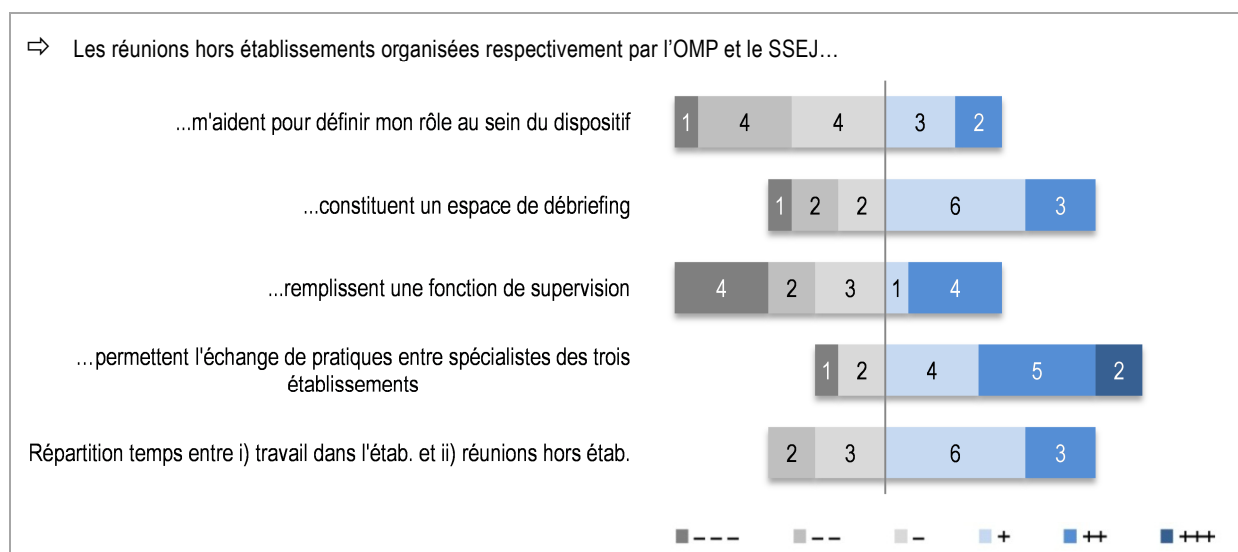 ⇨ Les réunions hors établissements organisées respectivement par l'OMP et le SSEJ…
...m'aident pour définir mon rôle au sein du dispositif
1 4 4 3 2
...constituent un espace de débriefing
1 2 2 6 3
...remplissent une fonction de supervision
4 2 3 1 4
…permettent l'échange de pratiques entre spécialistes des trois
établissements
1 2 4 5 2
Répartition temps entre i) travail dans l'étab. et ii) réunions hors étab.
2 3 6 3
--- -- - + ++ +++